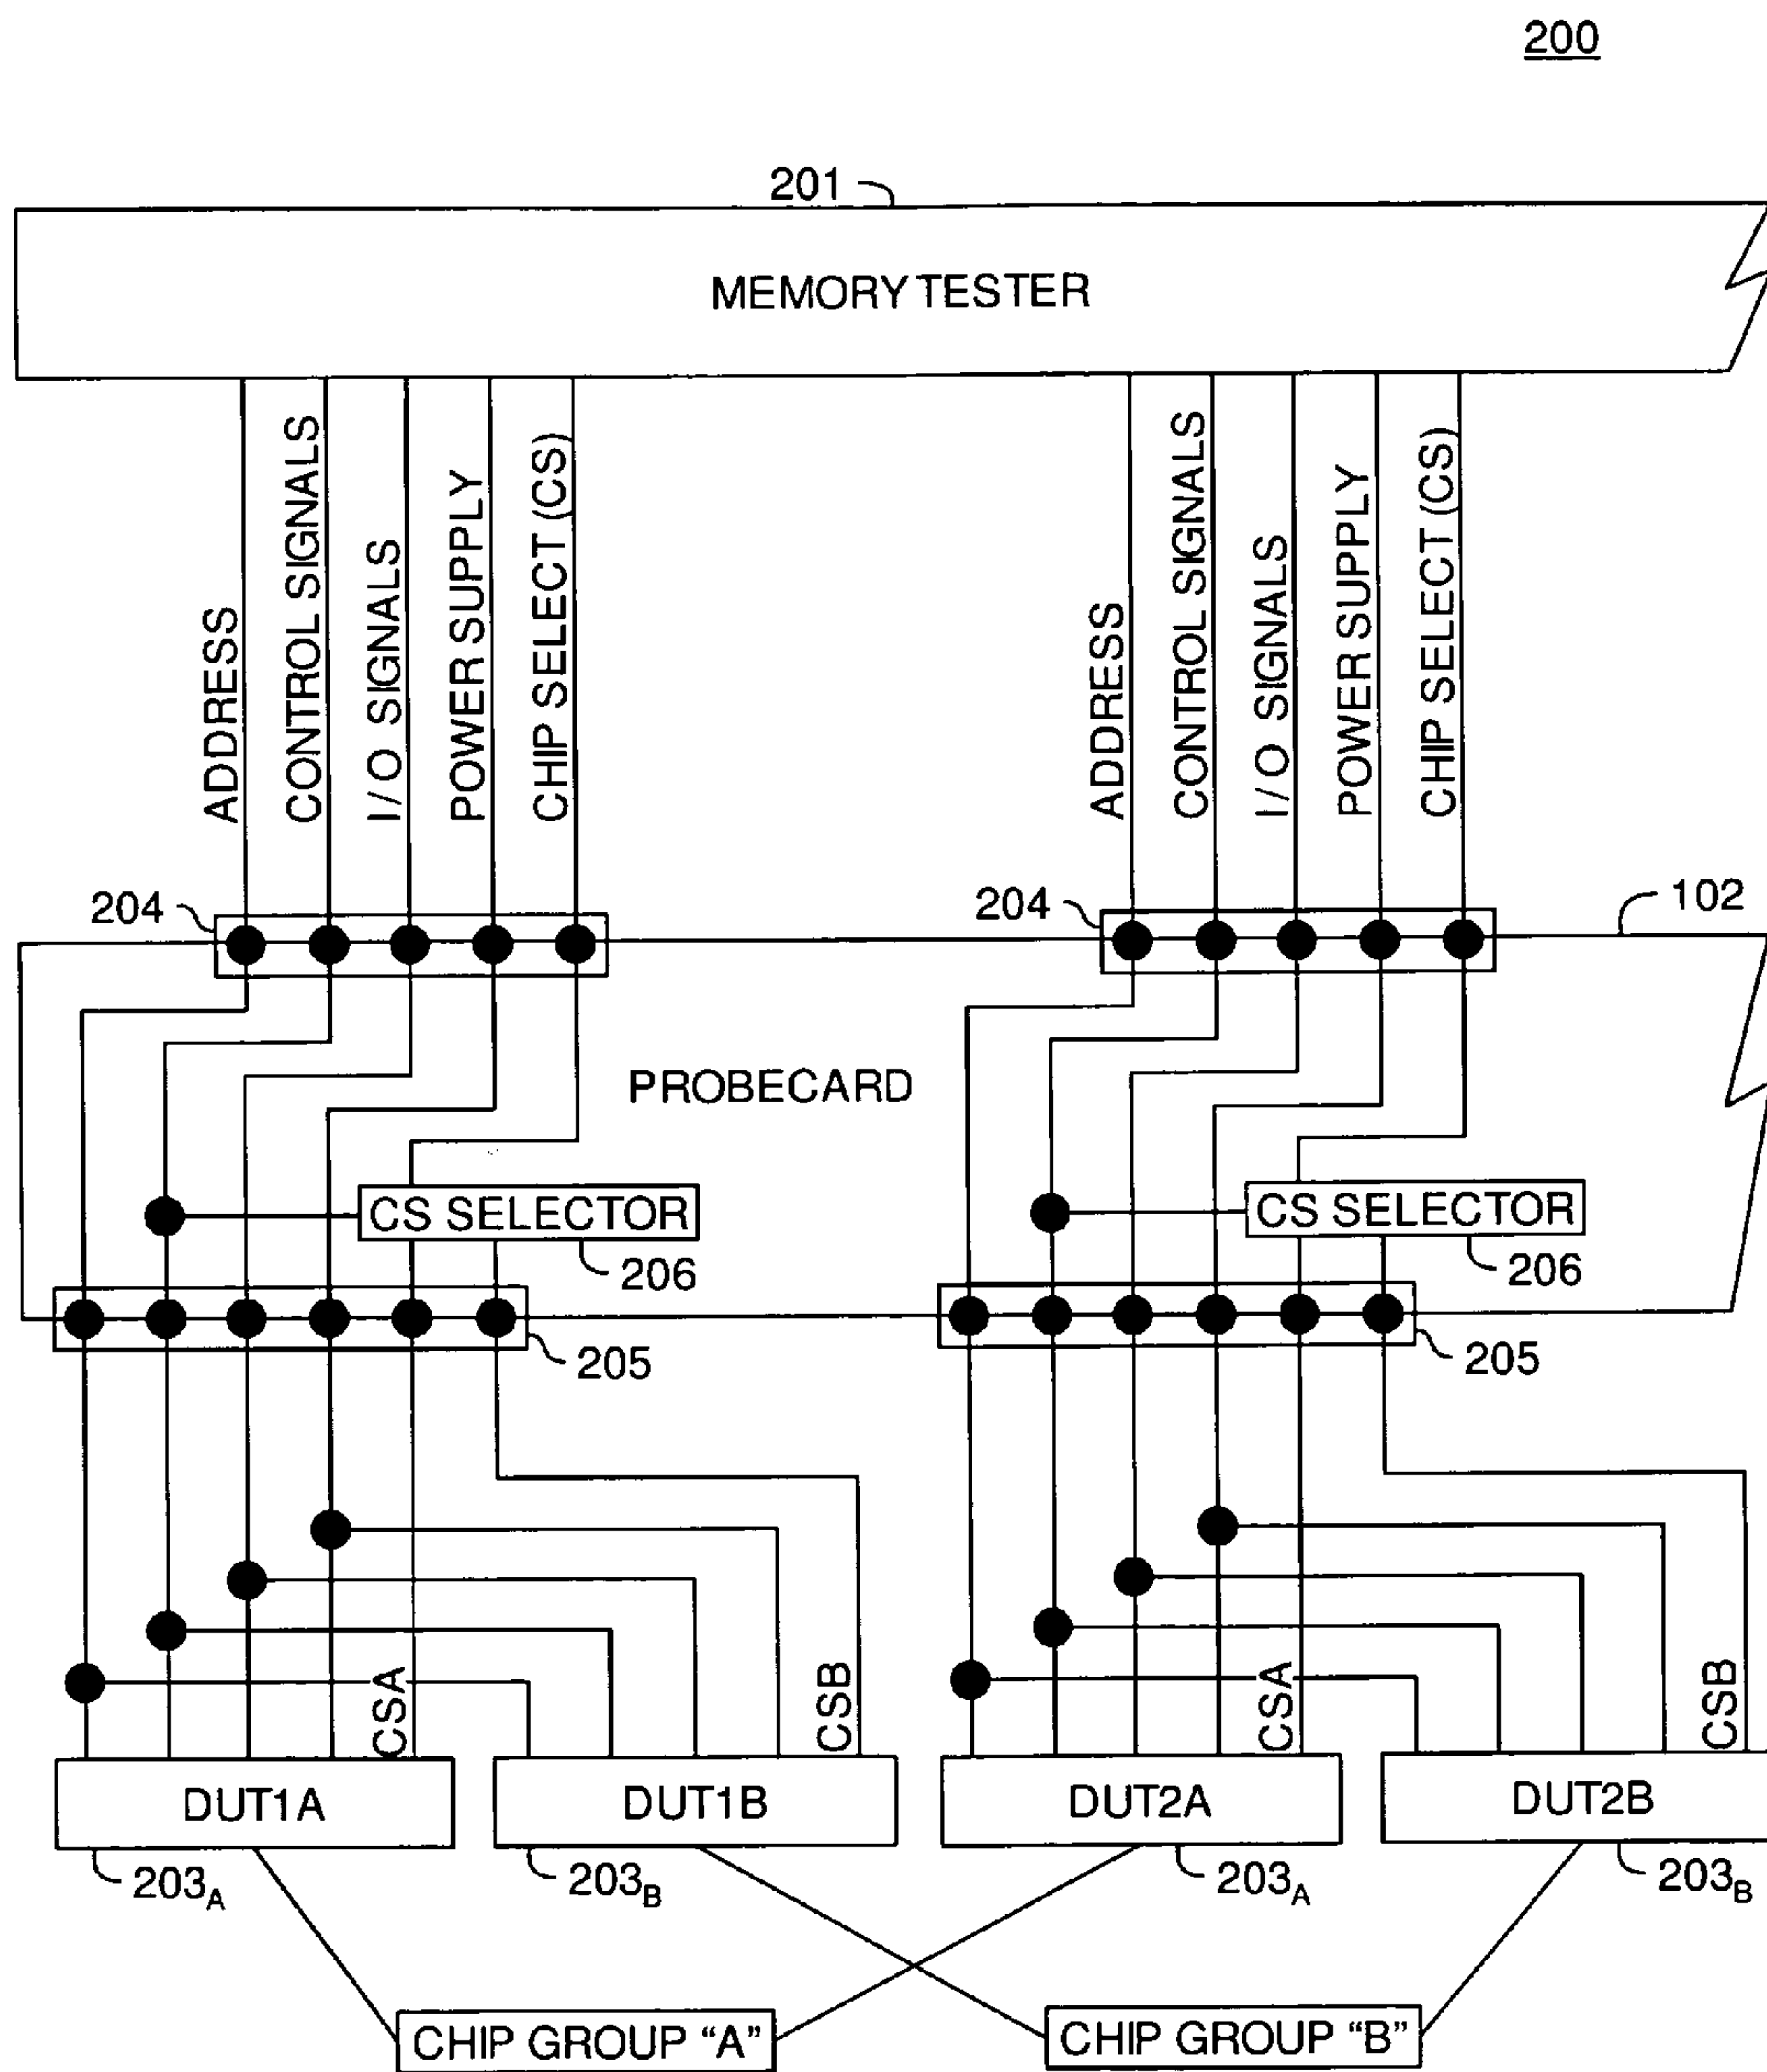 200
201
MEMORY TESTER
ADDRESS
CONTROL SIGNALS
I/O SIGNALS
POWER SUPPLY
CHIP SELECT (CS)
ADDRESS
CONTROL SIGNALS
I/O SIGNALS
POWER SUPPLY
CHIP SELECT (CS)
204
204
102
PROBECARD
CS SELECTOR
CS SELECTOR
206
206
205
205
CSA
CSB
CSA
CSB
DUT1A
DUT1B
DUT2A
DUT2B
203A
203B
203A
203B
CHIP GROUP “A”
CHIP GROUP “B”